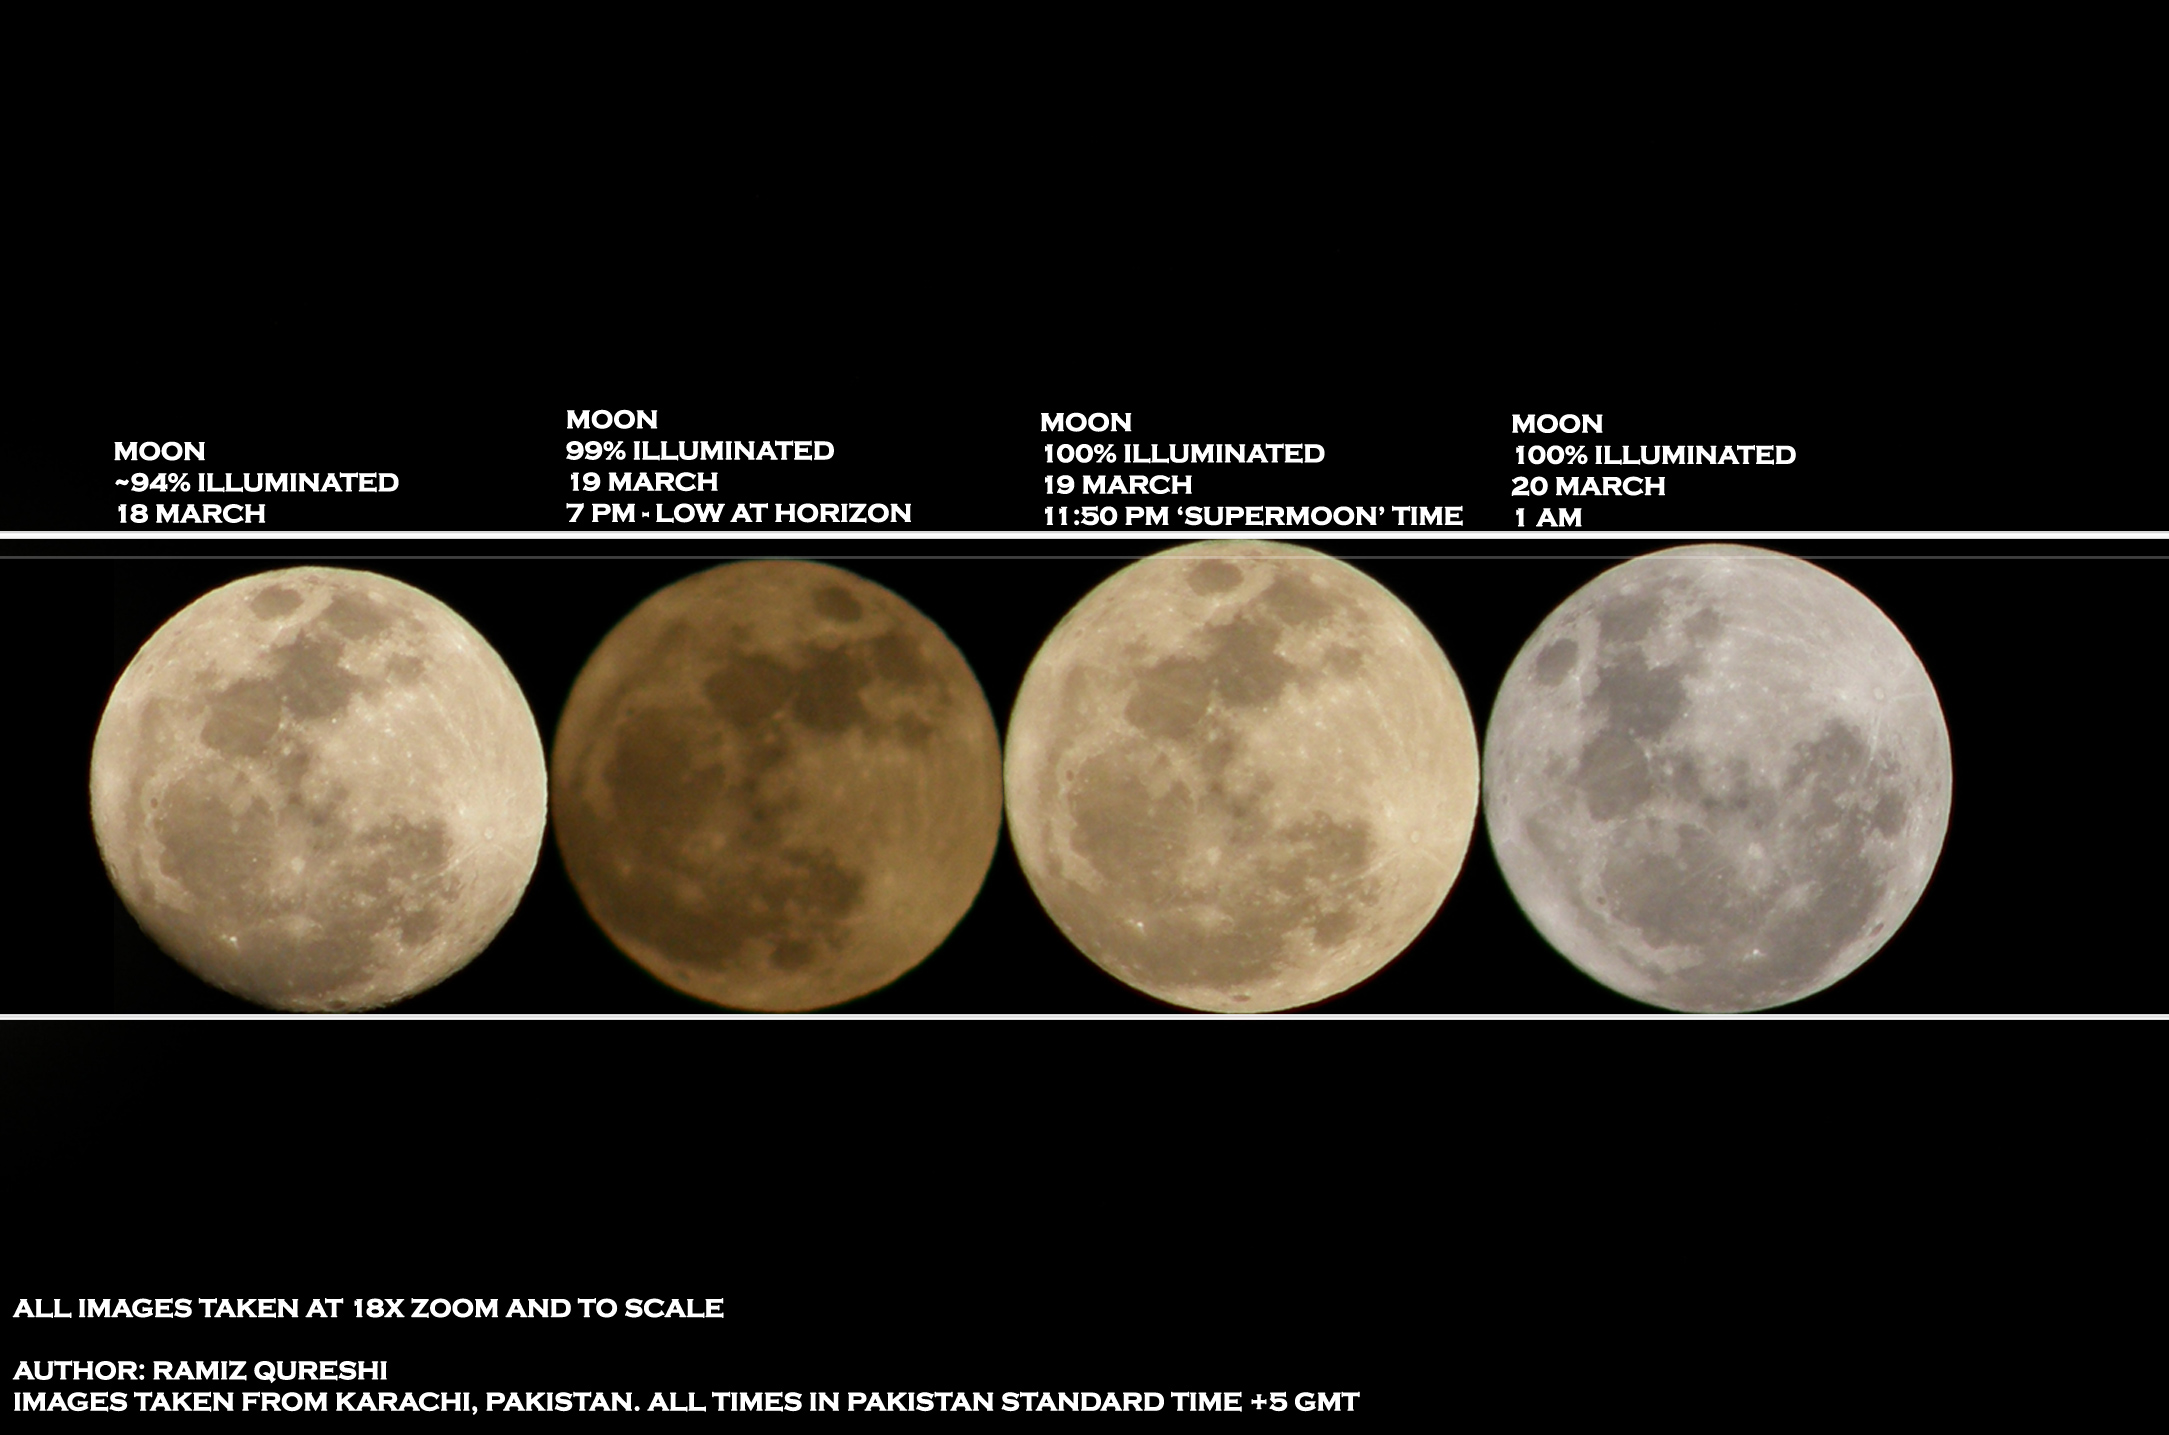 MOON
~94% ILLUMINATED
18 MARCH
MOON
99% ILLUMINATED
19 MARCH
7 PM - LOW AT HORIZON
MOON
100% ILLUMINATED
19 MARCH
11:50 PM ‘SUPERMOON’ TIME
MOON
100% ILLUMINATED
20 MARCH
1 AM
ALL IMAGES TAKEN AT 18X ZOOM AND TO SCALE
AUTHOR: RAMIZ QURESHI
IMAGES TAKEN FROM KARACHI, PAKISTAN. ALL TIMES IN PAKISTAN STANDARD TIME +5 GMT